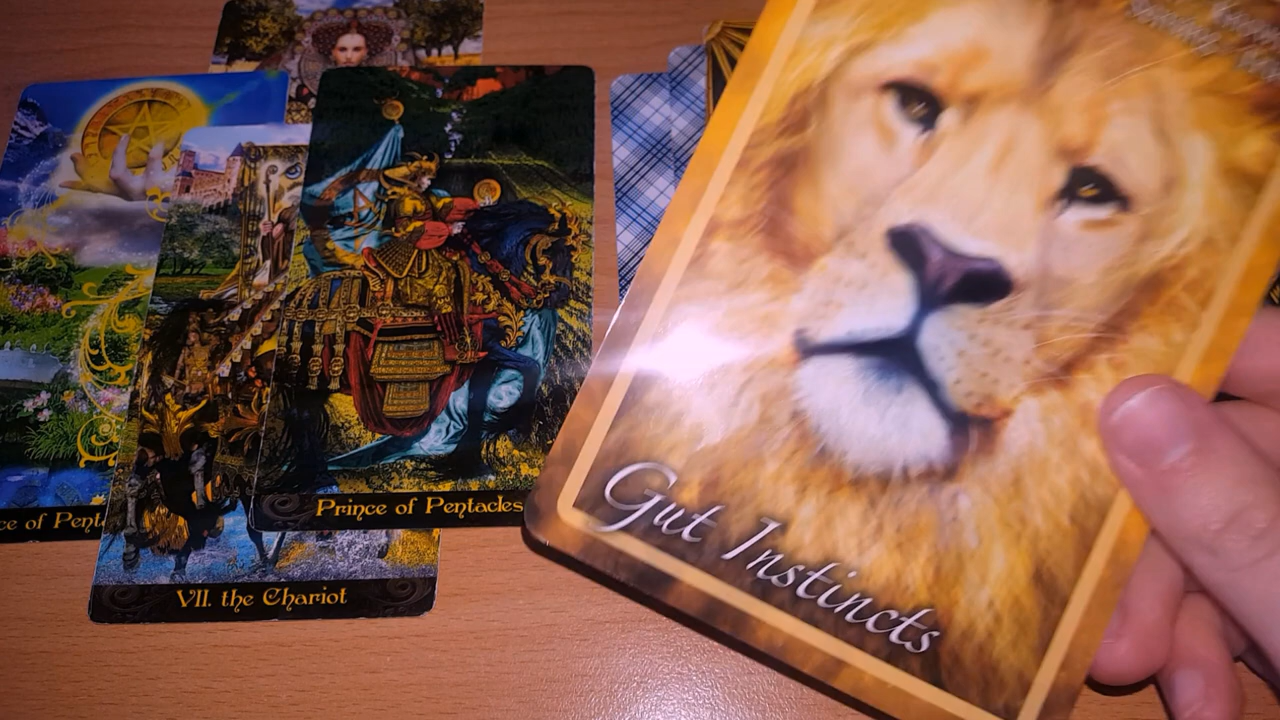 Prince of Pentacles
ce of Pent
VII. the Chariot
Gut Instincts